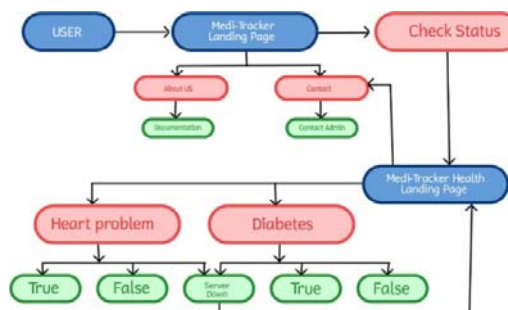 USER
Medi-Tracker
Landing Page
Check Status
About US
Contact
Documentation
Contact Admin
Medi-Tracker Health
Landing Page
Heart problem
Diabetes
True
False
Server
Down
True
False